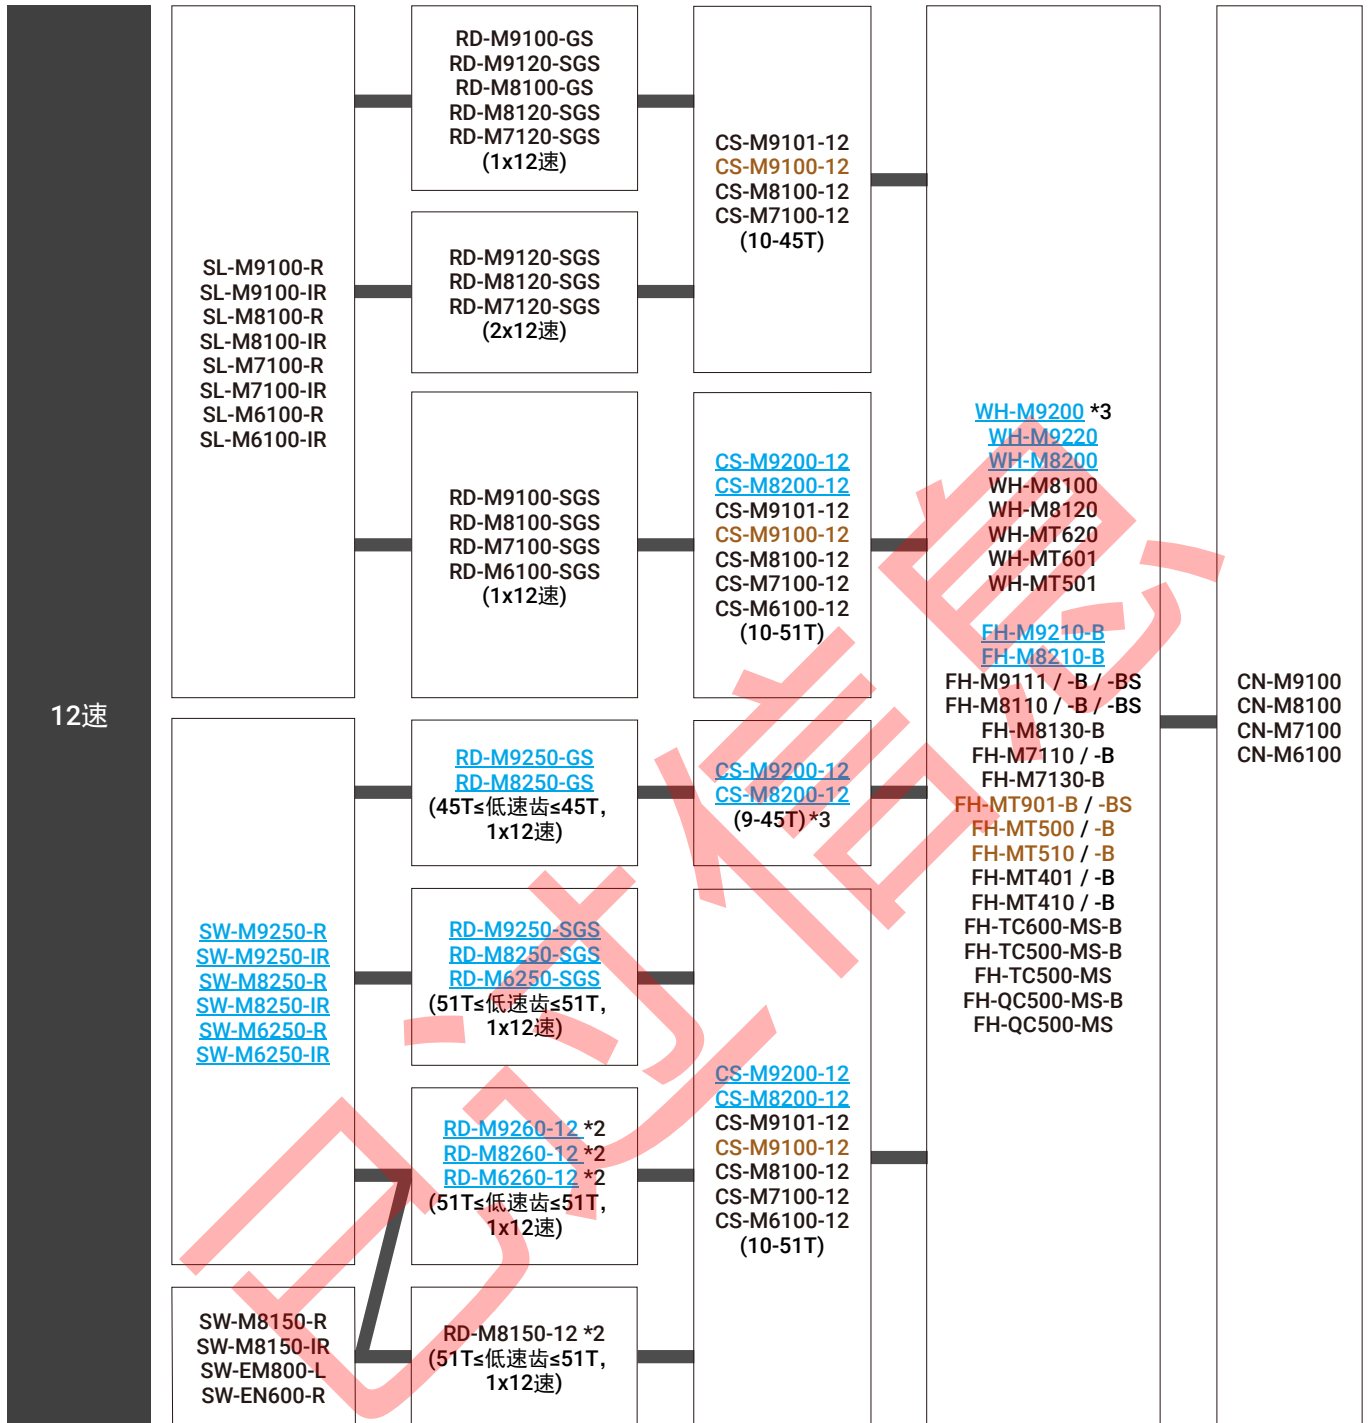 12速
SL-M9100-R
SL-M9100-IR
SL-M8100-R
SL-M8100-IR
SL-M7100-R
SL-M7100-IR
SL-M6100-R
SL-M6100-IR
SW-M9250-R
SW-M9250-IR
SW-M8250-R
SW-M8250-IR
SW-M6250-R
SW-M6250-IR
SW-M8150-R
SW-M8150-IR
SW-EM800-L
SW-EN600-R
RD-M9100-GS
RD-M9120-SGS
RD-M8100-GS
RD-M8120-SGS
RD-M7120-SGS
(1x12速)
RD-M9120-SGS
RD-M8120-SGS
RD-M7120-SGS
(2x12速)
RD-M9100-SGS
RD-M8100-SGS
RD-M7100-SGS
RD-M6100-SGS
(1x12速)
RD-M9250-GS
RD-M8250-GS
(45T≤低速齿≤45T,
1x12速)
RD-M9250-SGS
RD-M8250-SGS
RD-M6250-SGS
(51T≤低速齿≤51T,
1x12速)
RD-M9260-12 *2
RD-M8260-12 *2
RD-M6260-12 *2
(51T≤低速齿≤51T,
1x12速)
RD-M8150-12 *2
(51T≤低速齿≤51T,
1x12速)
CS-M9101-12
CS-M9100-12
CS-M8100-12
CS-M7100-12
(10-45T)
CS-M9200-12
CS-M8200-12
CS-M9101-12
CS-M9100-12
CS-M8100-12
CS-M7100-12
CS-M6100-12
(10-51T)
CS-M9200-12
CS-M8200-12
(9-45T) *3
CS-M9200-12
CS-M8200-12
CS-M9101-12
CS-M9100-12
CS-M8100-12
CS-M7100-12
CS-M6100-12
(10-51T)
WH-M9200 *3
WH-M9220
WH-M8200
WH-M8100
WH-M8120
WH-MT620
WH-MT601
WH-MT501
FH-M9210-B
FH-M8210-B
FH-M9111 / -B / -BS
FH-M8110 / -B / -BS
FH-M8130-B
FH-M7110 / -B
FH-M7130-B
FH-MT901-B / -BS
FH-MT500 / -B
FH-MT510 / -B
FH-MT401 / -B
FH-MT410 / -B
FH-TC600-MS-B
FH-TC500-MS-B
FH-TC500-MS
FH-QC500-MS-B
FH-QC500-MS
CN-M9100
CN-M8100
CN-M7100
CN-M6100
已过信息